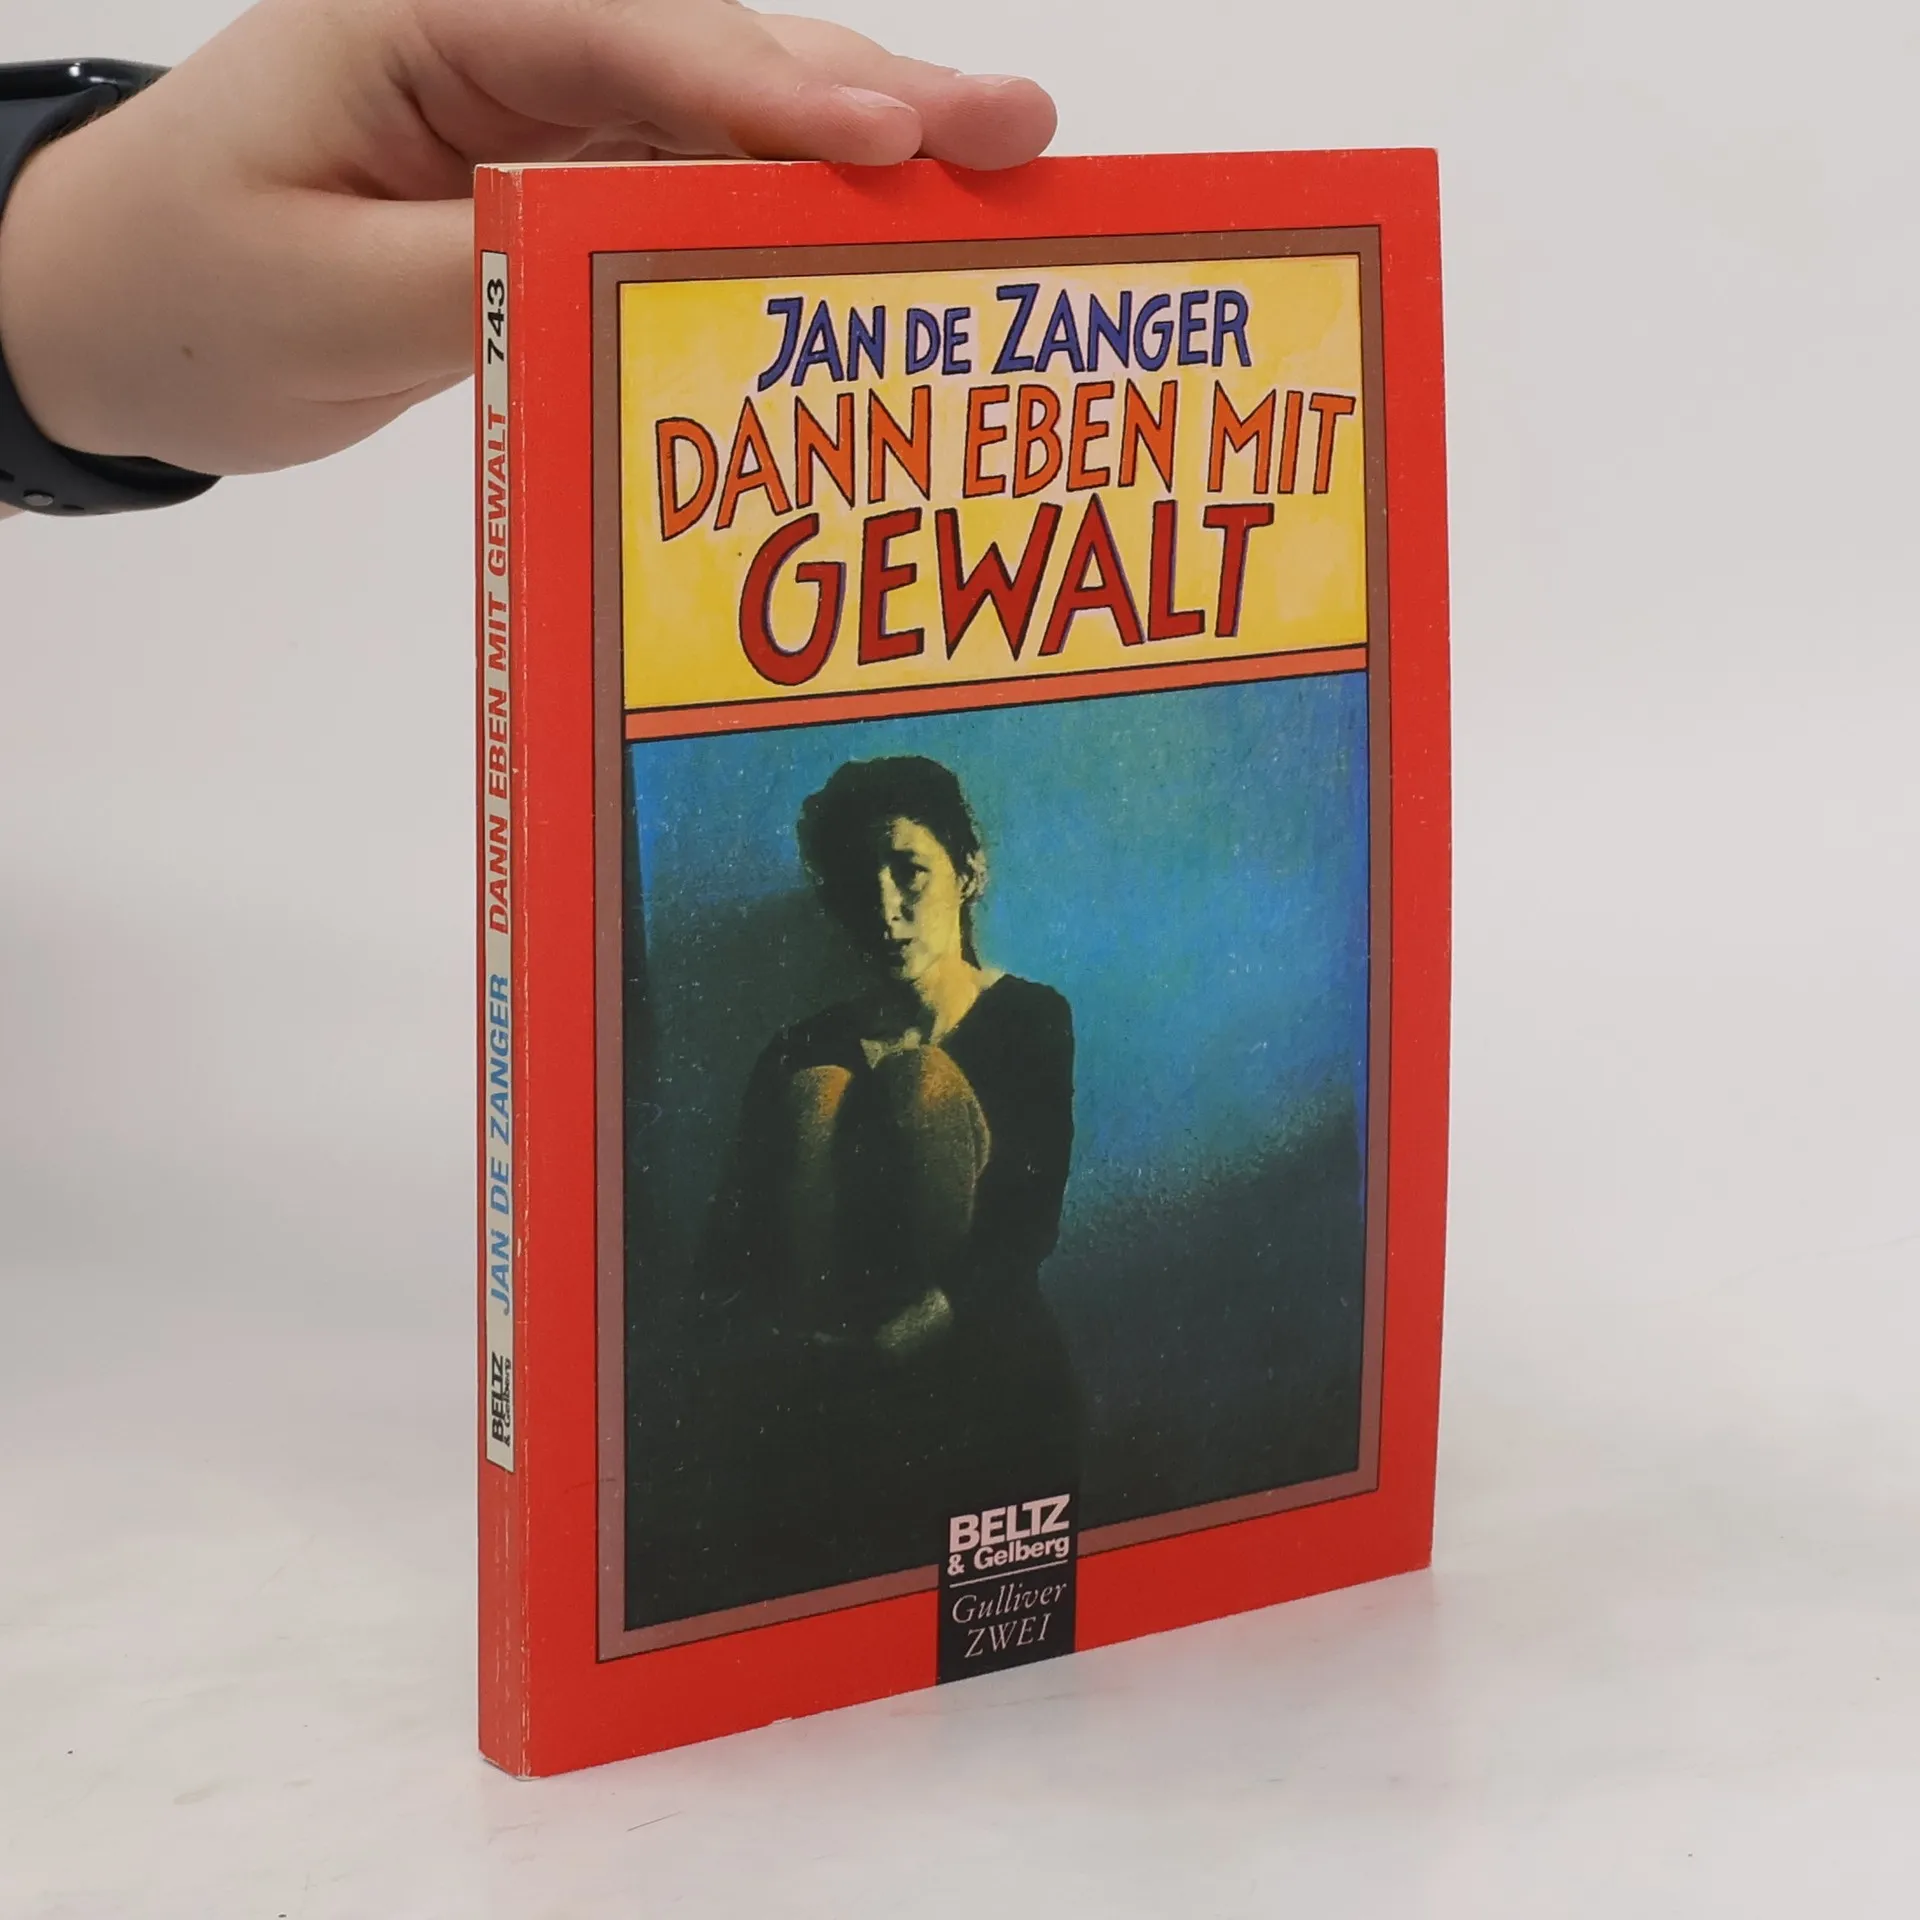 JAN DE ZANGER
DANN EBEN MIT
GEWALT
BELTZ
& Gelberg
Gulliver
ZWEI
BELTZ
& Gelberg
JAN DE ZANGER DANN EBEN MIT GEWALT 743